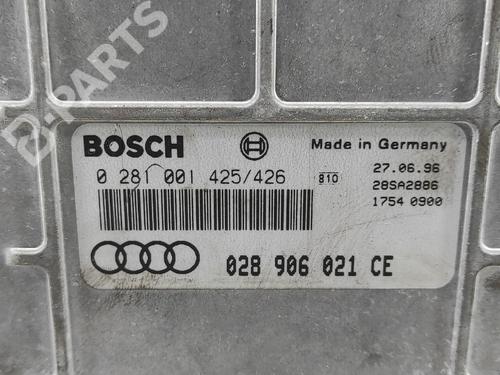 B-PARTS
BOSCH
Made in Germany
0 281 001 425/426
810
27.06.96
28SA2886
1754 0900
028 906 021 CE